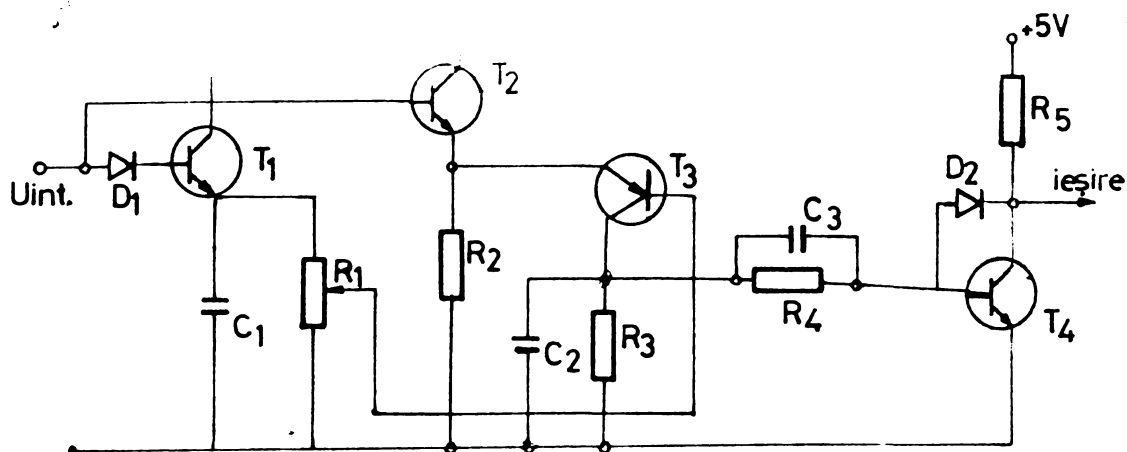 +5V
T2
R5
T1
T3
D2
ieșire
Uint.
D1
C3
R2
R1
R4
C1
R3
T4
C2